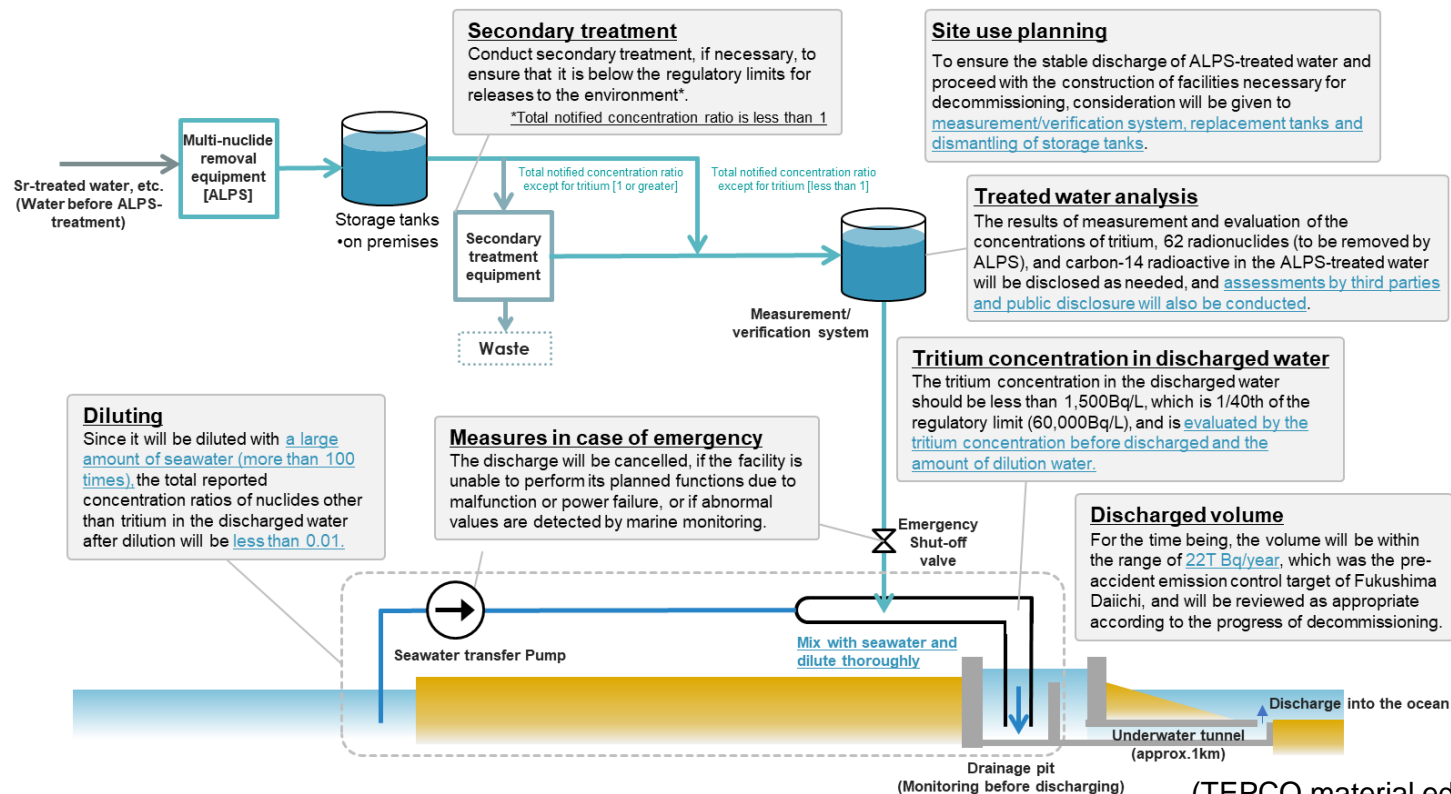 Secondary treatment
Conduct secondary treatment, if necessary, to
ensure that it is below the regulatory limits for
releases to the environment*.
*Total notified concentration ratio is less than 1
Site use planning
To ensure the stable discharge of ALPS-treated water and
proceed with the construction of facilities necessary for
decommissioning, consideration will be given to
measurement/verification system, replacement tanks and
dismantling of storage tanks.
Sr-treated water, etc.
(Water before ALPS-
treatment)
Multi-nuclide
removal
equipment
[ALPS]
Storage tanks
•on premises
Total notified concentration ratio
except for tritium [1 or greater]
Total notified concentration ratio
except for tritium [less than 1]
Secondary
treatment
equipment
Waste
Measurement/
verification system
Treated water analysis
The results of measurement and evaluation of the
concentrations of tritium, 62 radionuclides (to be removed by
ALPS), and carbon-14 radioactive in the ALPS-treated water
will be disclosed as needed, and assessments by third parties
and public disclosure will also be conducted.
Tritium concentration in discharged water
The tritium concentration in the discharged water
should be less than 1,500Bq/L, which is 1/40th of the
regulatory limit (60,000Bq/L), and is evaluated by the
tritium concentration before discharged and the
amount of dilution water.
Diluting
Since it will be diluted with a large
amount of seawater (more than 100
times), the total reported
concentration ratios of nuclides other
than tritium in the discharged water
after dilution will be less than 0.01.
Measures in case of emergency
The discharge will be cancelled, if the facility is
unable to perform its planned functions due to
malfunction or power failure, or if abnormal
values are detected by marine monitoring.
Emergency
Shut-off
valve
Discharged volume
For the time being, the volume will be within
the range of 22T Bq/year, which was the pre-
accident emission control target of Fukushima
Daiichi, and will be reviewed as appropriate
according to the progress of decommissioning.
Seawater transfer Pump
Mix with seawater and
dilute thoroughly
Discharge into the ocean
Underwater tunnel
(approx.1km)
Drainage pit
(Monitoring before discharging)
(TEPCO material